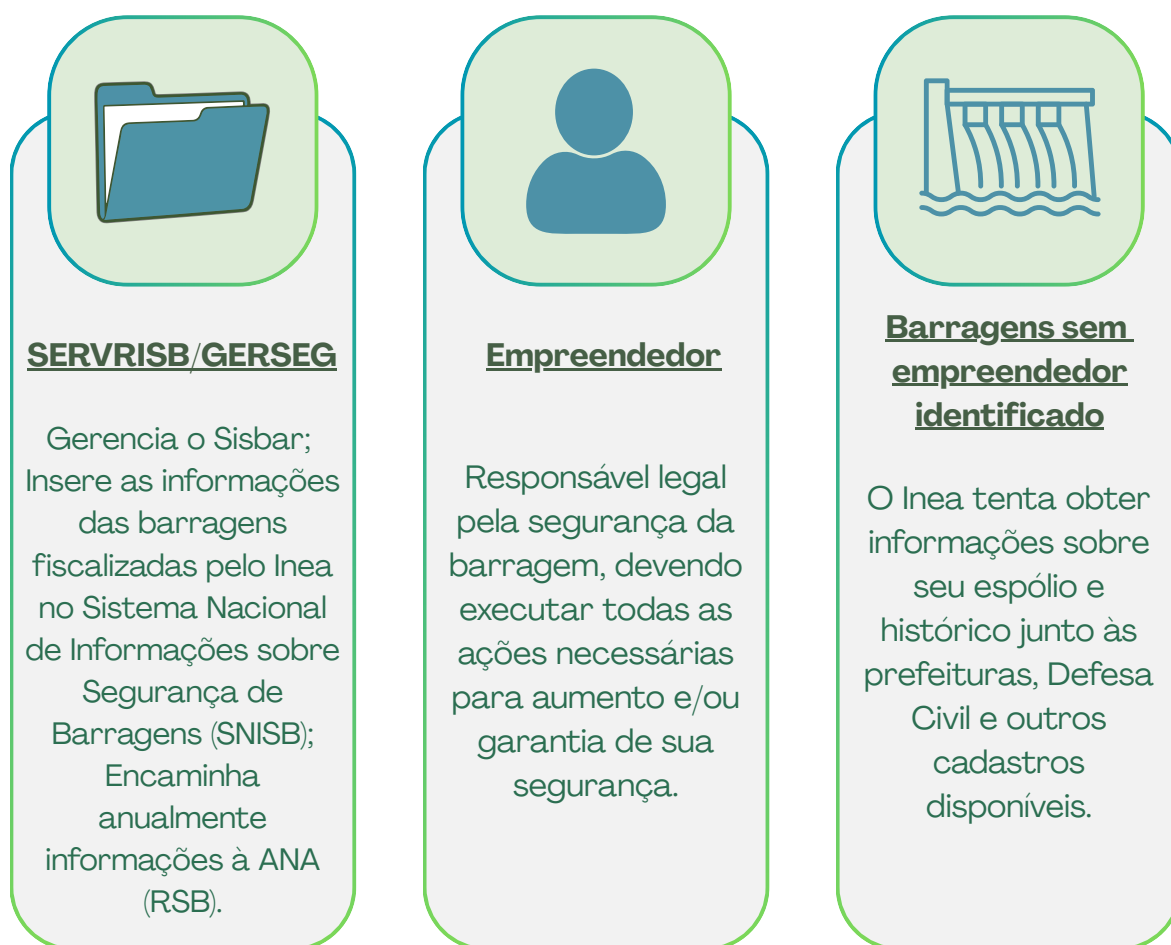 SERVRISB/GERSEG
Gerencia o Sisbar;
Insere as informações
das barragens
fiscalizadas pelo Inea
no Sistema Nacional
de Informações sobre
Segurança de
Barragens (SNISB);
Encaminha
anualmente
informações à ANA
(RSB).
Empreendedor
Responsável legal
pela segurança da
barragem, devendo
executar todas as
ações necessárias
para aumento e/ou
garantia de sua
segurança.
Barragens sem
empreendedor
identificado
O Inea tenta obter
informações sobre
seu espólio e
histórico junto às
prefeituras, Defesa
Civil e outros
cadastros
disponíveis.